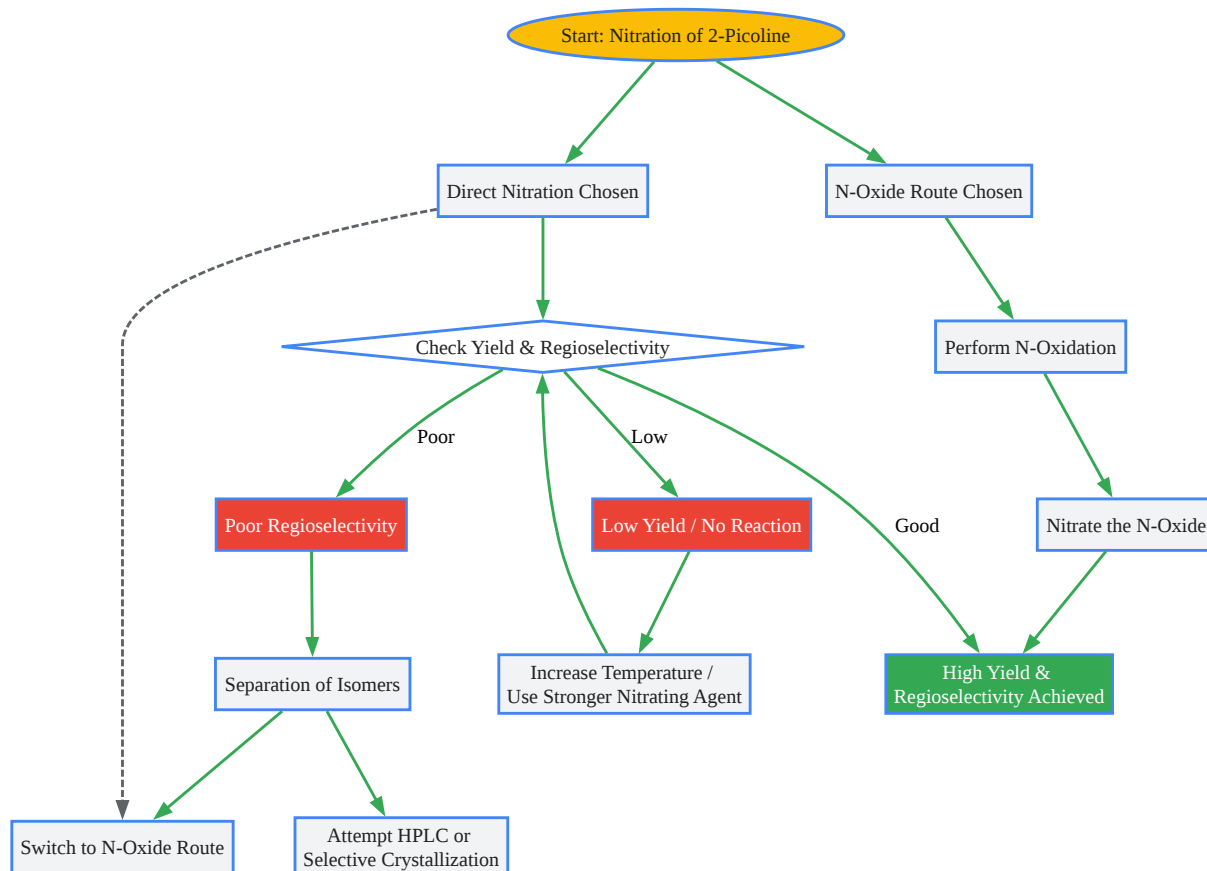 Start: Nitration of 2-Picoline
Direct Nitration Chosen
N-Oxide Route Chosen
Check Yield & Regioselectivity
Perform N-Oxidation
Poor
Low
Good
Poor Regioselectivity
Low Yield / No Reaction
Nitrate the N-Oxide
Separation of Isomers
Increase Temperature /
Use Stronger Nitrating Agent
High Yield &
Regioselectivity Achieved
Switch to N-Oxide Route
Attempt HPLC or
Selective Crystallization